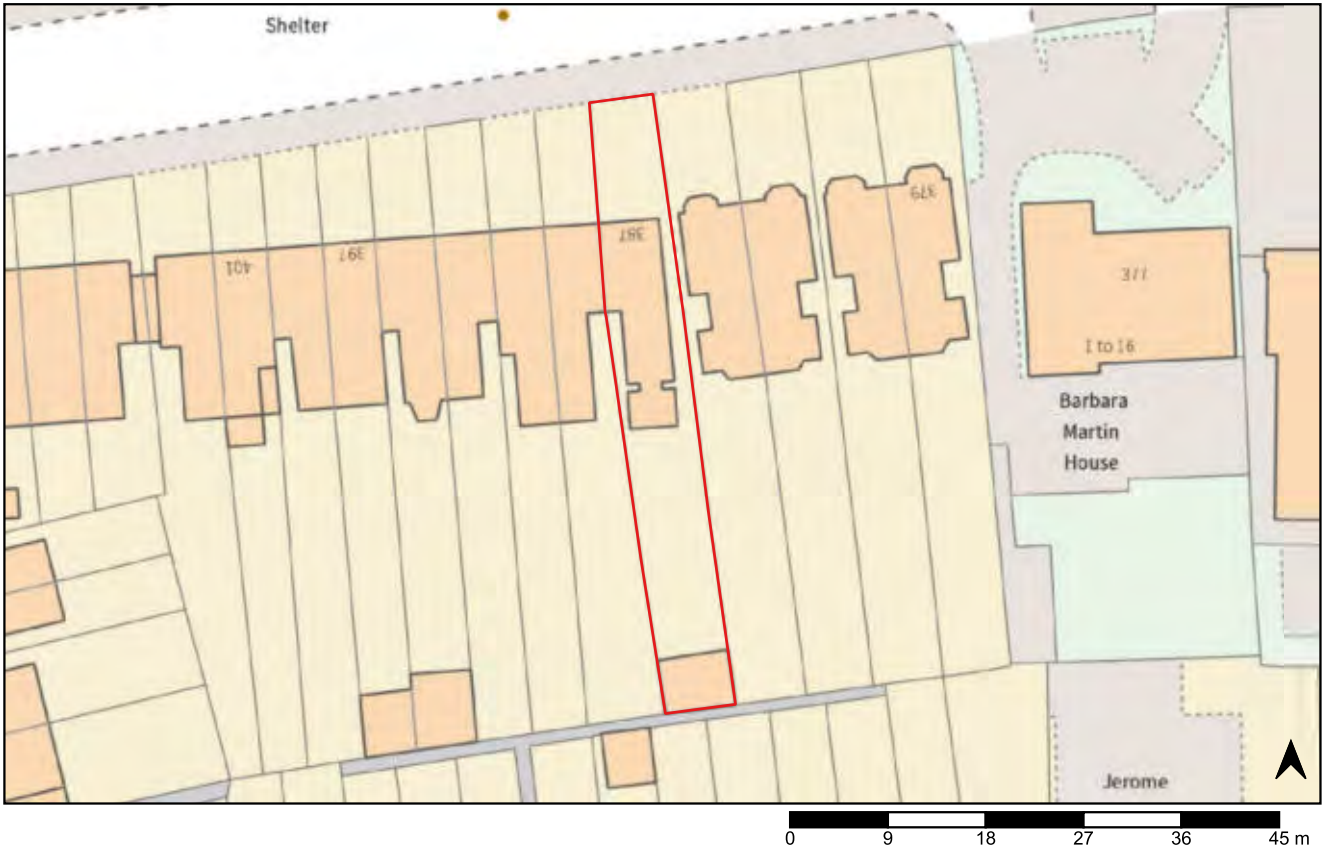 Shelter
379
387
397
401
377
1 to 16
Barbara
Martin
House
Jerome
0 9 18 27 36 45 m